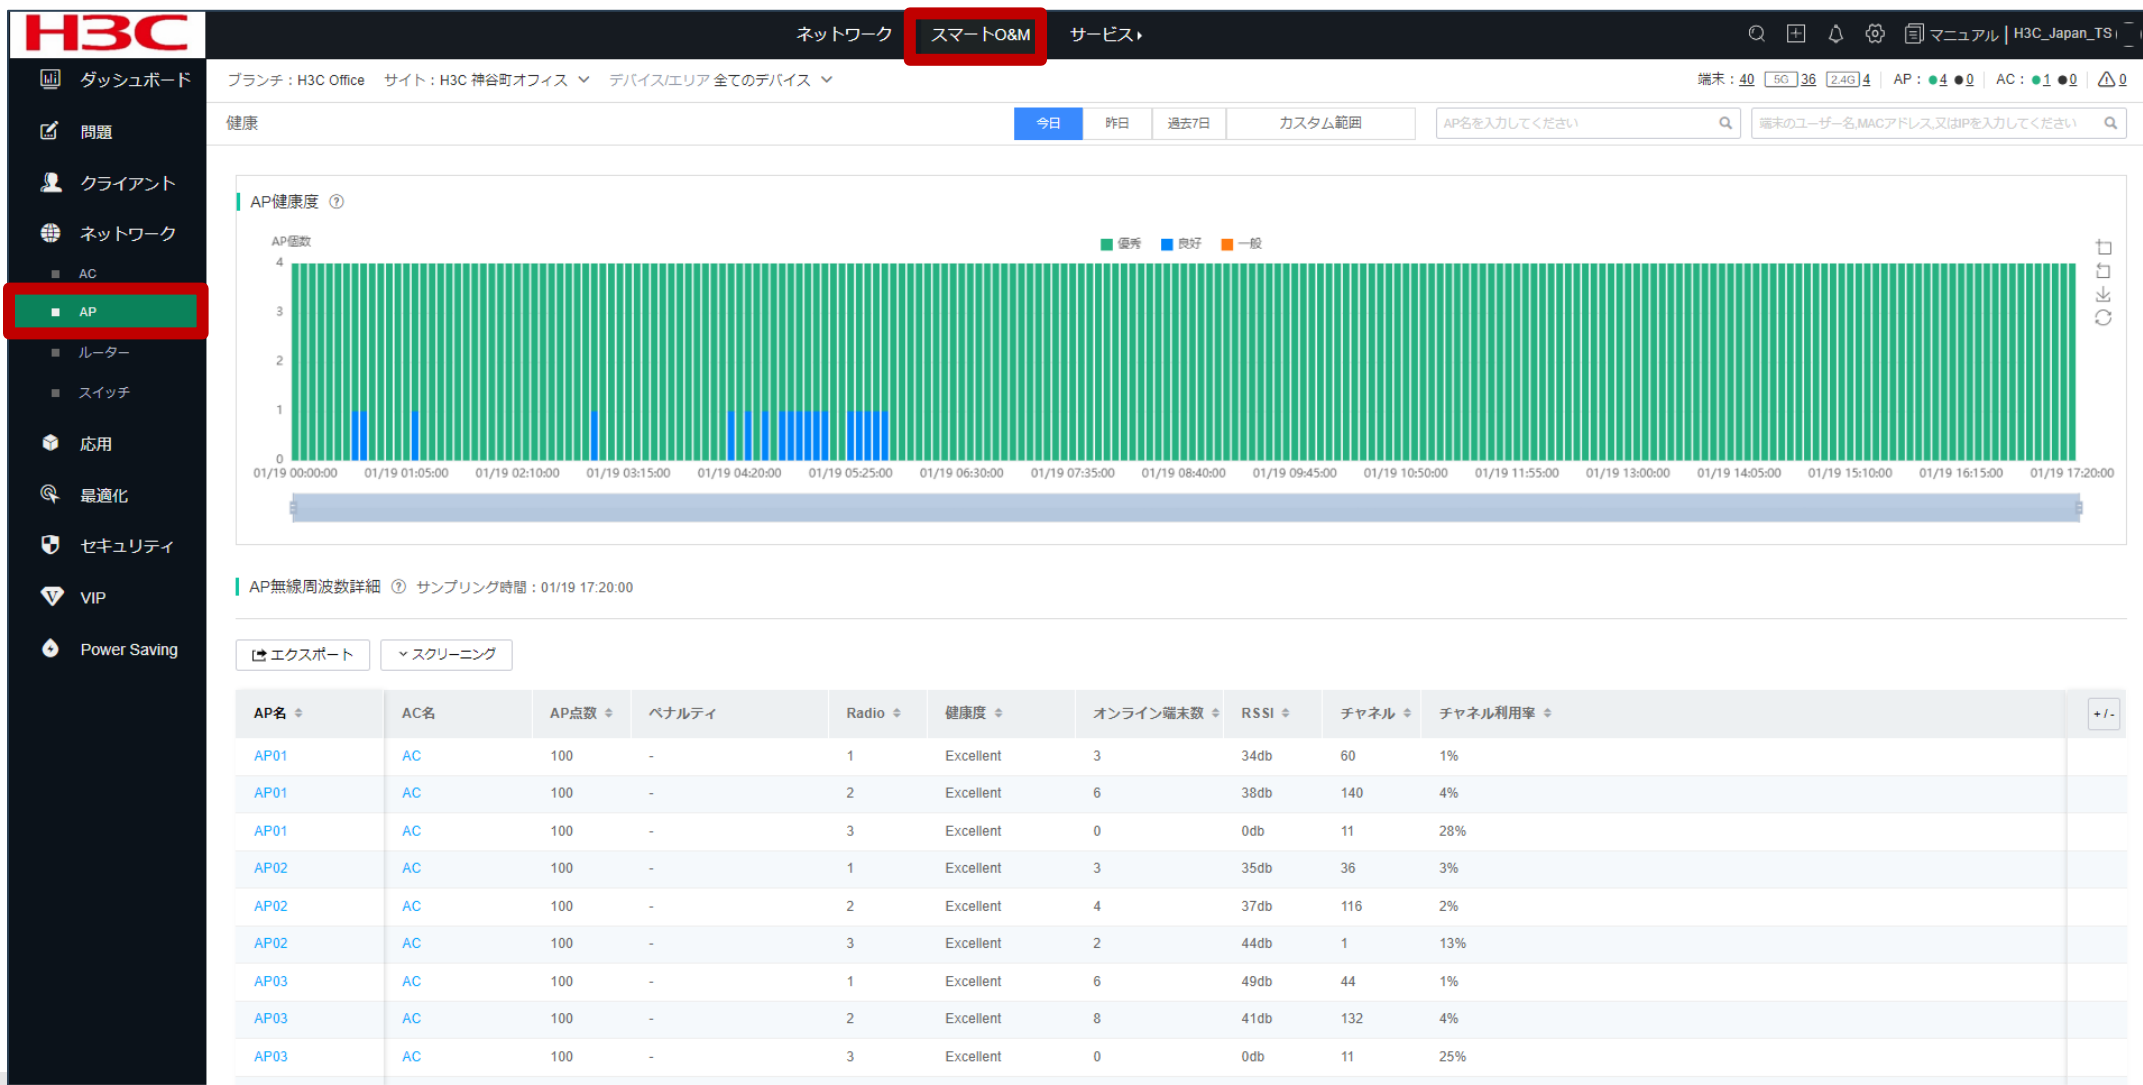 H3C
ネットワーク スマートO&M サービス
マニュアル | H3C_Japan_TS
ダッシュボード
問題
クライアント
ネットワーク
AC
AP
ルーター
スイッチ
応用
最適化
セキュリティ
VIP
Power Saving
ブランチ：H3C Office サイト：H3C 神谷町オフィス デバイス/エリア 全てのデバイス
端末：40 5G 36 2.4G 4 AP：4 0 AC：1 0 0
健康
今日 昨日 過去7日 カスタム範囲
AP名を入力してください
端末のユーザー名,MACアドレス,又はIPを入力してください
AP健康度 ?
AP個数
優秀 良好 一般
4
3
2
1
0
01/19 00:00:00 01/19 01:05:00 01/19 02:10:00 01/19 03:15:00 01/19 04:20:00 01/19 05:25:00 01/19 06:30:00 01/19 07:35:00 01/19 08:40:00 01/19 09:45:00 01/19 10:50:00 01/19 11:55:00 01/19 13:00:00 01/19 14:05:00 01/19 15:10:00 01/19 16:15:00 01/19 17:20:00
AP無線周波数詳細 ? サンプリング時間：01/19 17:20:00
エクスポート スクリーニング
AP名 AC名 AP点数 ペナルティ Radio 健康度 オンライン端末数 RSSI チャネル チャネル利用率 +/-
AP01 AC 100 - 1 Excellent 3 34db 60 1%
AP01 AC 100 - 2 Excellent 6 38db 140 4%
AP01 AC 100 - 3 Excellent 0 0db 11 28%
AP02 AC 100 - 1 Excellent 3 35db 36 3%
AP02 AC 100 - 2 Excellent 4 37db 116 2%
AP02 AC 100 - 3 Excellent 2 44db 1 13%
AP03 AC 100 - 1 Excellent 6 49db 44 1%
AP03 AC 100 - 2 Excellent 8 41db 132 4%
AP03 AC 100 - 3 Excellent 0 0db 11 25%